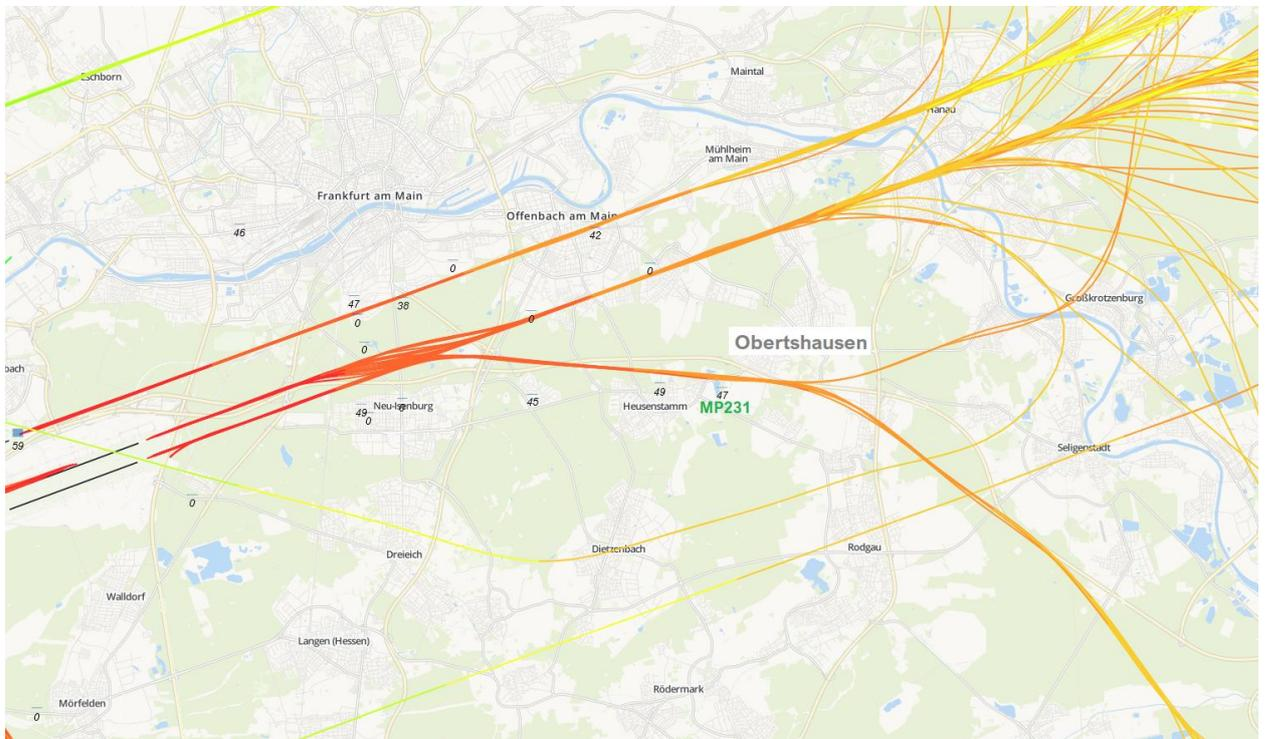 Eschborn
Maintal
Hanau
Mühlheim
am Main
Frankfurt am Main
Offenbach am Main
46
42
0
0
47
38
0
0
Großkrotzenburg
0
Obertshausen
bach
49
47
45
Neu-Isenburg
49
0
0
Heusenstamm
MP231
59
Seligenstadt
0
Dreieich
Dietzenbach
Rodgau
Walldorf
Langen (Hessen)
Rödermark
Mörfelden
0